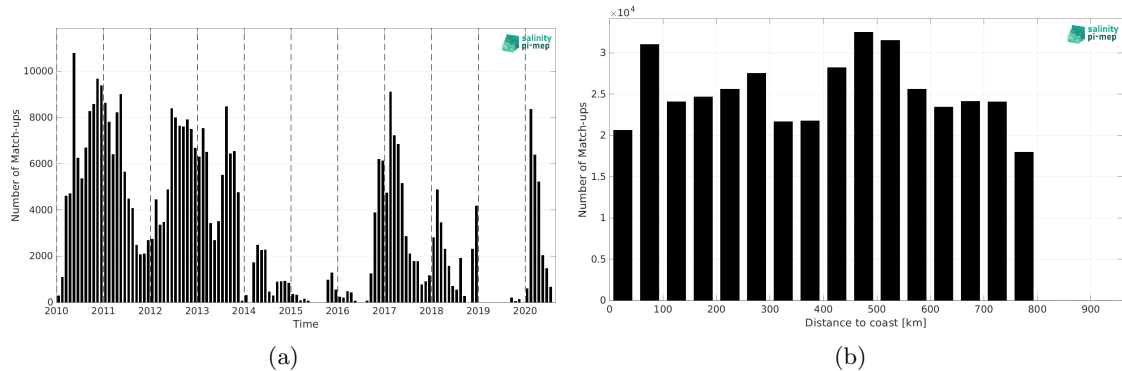 salinity
pi-mep
10000
8000
6000
4000
2000
0
Number of Match-ups
2010 2011 2012 2013 2014 2015 2016 2017 2018 2019 2020
Time
(a)
×10⁴
salinity
pi-mep
3
2.5
2
1.5
1
0.5
0
Number of Match-ups
0 100 200 300 400 500 600 700 800 900
Distance to coast [km]
(b)